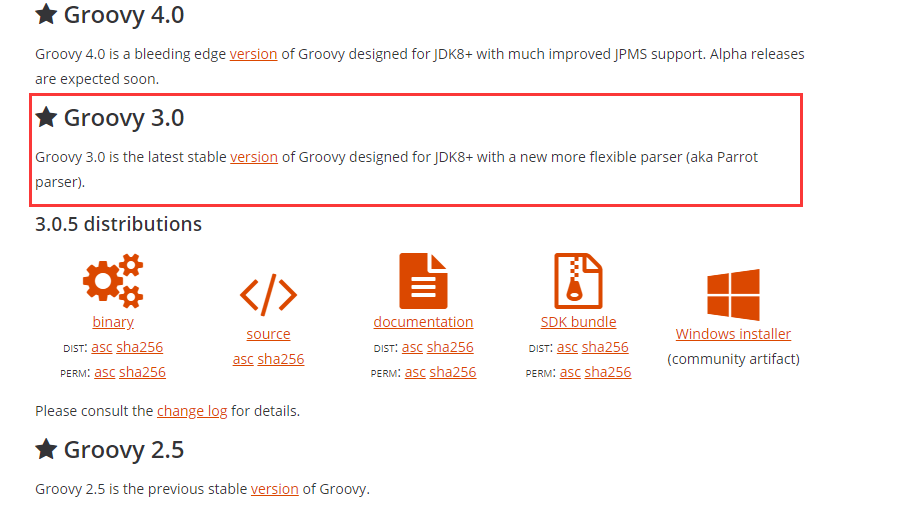 Groovy 4.0
Groovy 4.0 is a bleeding edge version of Groovy designed for JDK8+ with much improved JPMS support. Alpha releases
are expected soon.
Groovy 3.0
Groovy 3.0 is the latest stable version of Groovy designed for JDK8+ with a new more flexible parser (aka Parrot
parser).
3.0.5 distributions
binary
DIST: asc sha256
PERM: asc sha256
source
asc sha256
documentation
DIST: asc sha256
PERM: asc sha256
SDK bundle
DIST: asc sha256
PERM: asc sha256
Windows installer
(community artifact)
Please consult the change log for details.
Groovy 2.5
Groovy 2.5 is the previous stable version of Groovy.